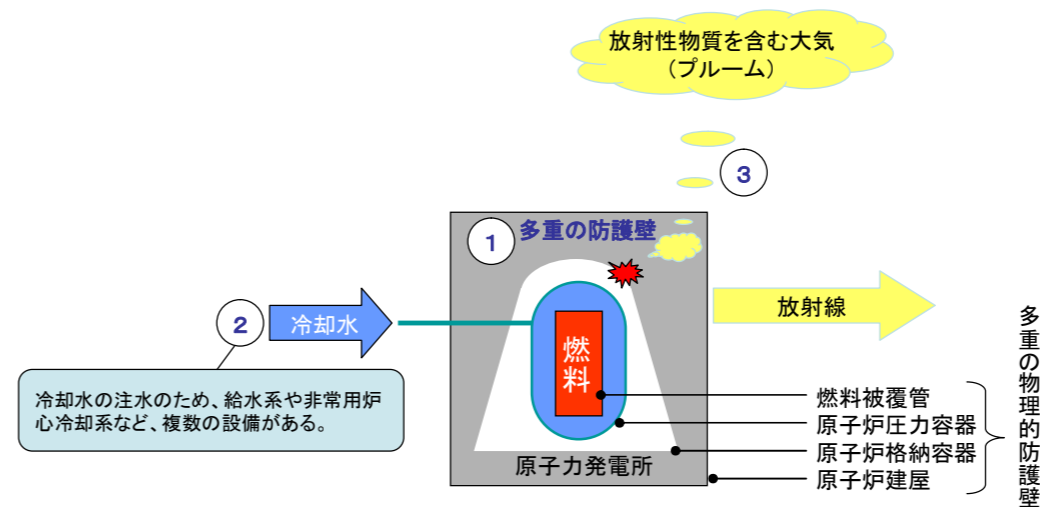 放射性物質を含む大気
(プルーム)
3
1
多重の防護壁
2
冷却水
放射線
燃
料
冷却水の注水のため、給水系や非常用炉
心冷却系など、複数の設備がある。
原子力発電所
燃料被覆管
原子炉圧力容器
原子炉格納容器
原子炉建屋
多重の物理的防護壁